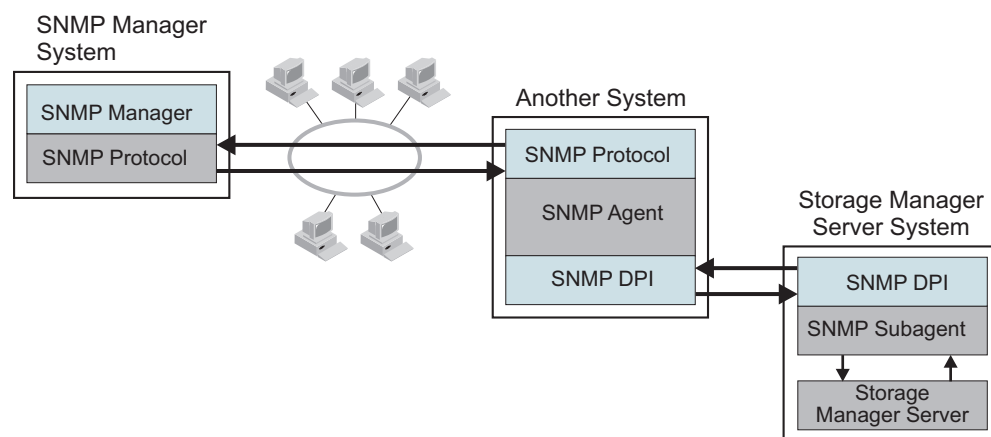 SNMP Manager
System
SNMP Manager
SNMP Protocol
Another System
SNMP Protocol
SNMP Agent
SNMP DPI
Storage Manager
Server System
SNMP DPI
SNMP Subagent
Storage
Manager Server